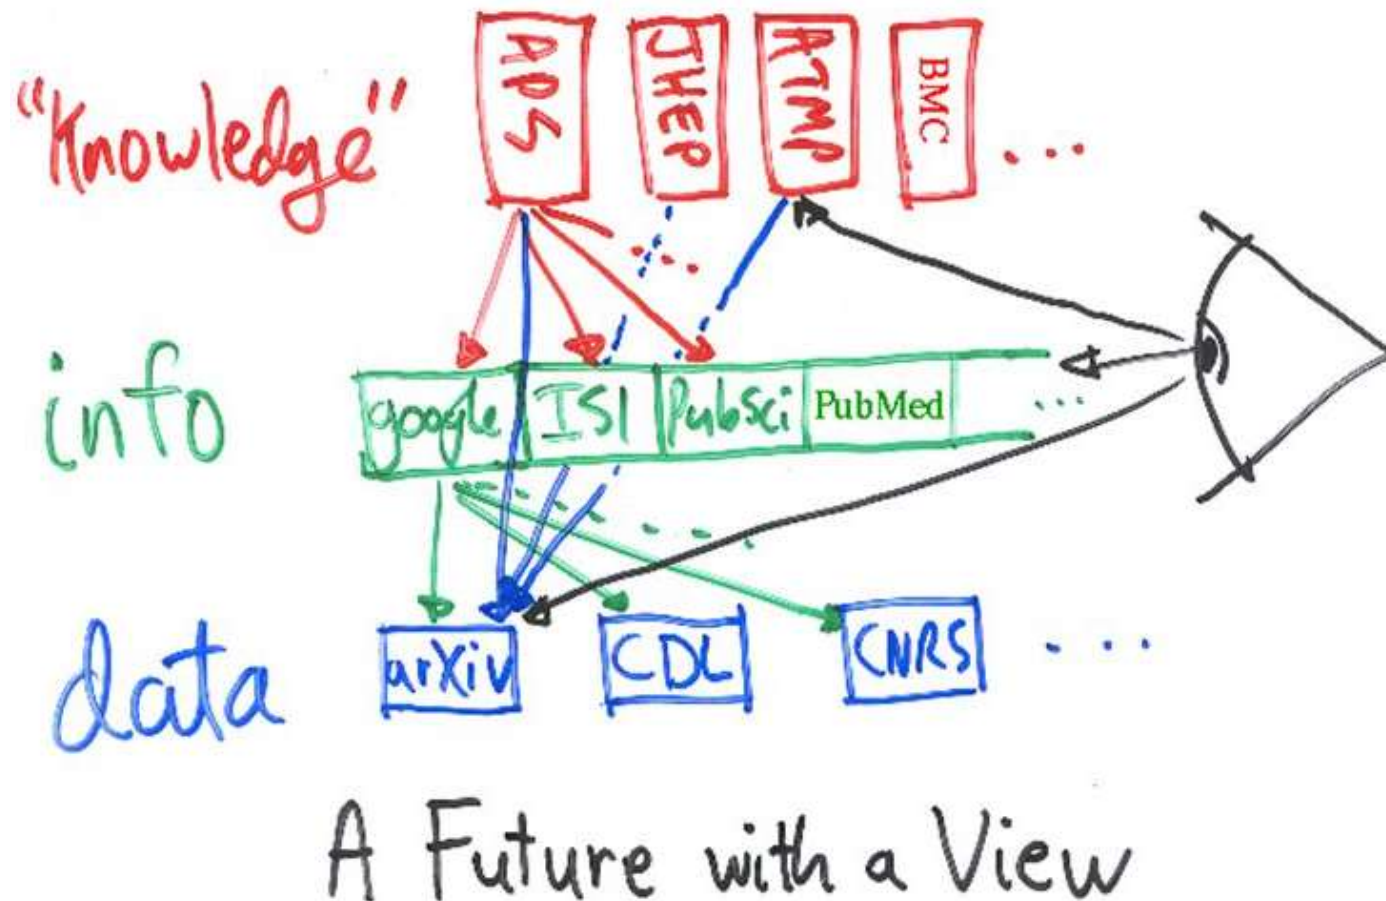 "Knowledge" APS JHEP ATMP BMC ...
info google ISI PubSci PubMed ...
data arXiv CDL CNRS ...
A Future with a View